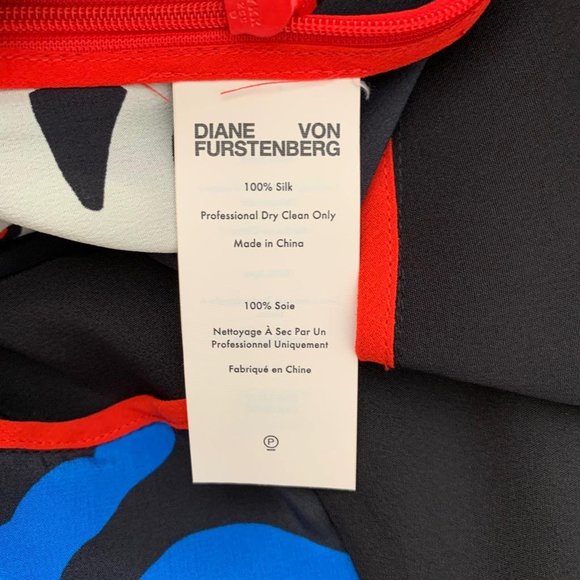 DIANE VON
FURSTENBERG
100% Silk
Professional Dry Clean Only
Made in China
100% Soie
Nettoyage À Sec Par Un
Professionnel Uniquement
Fabriqué en Chine
P